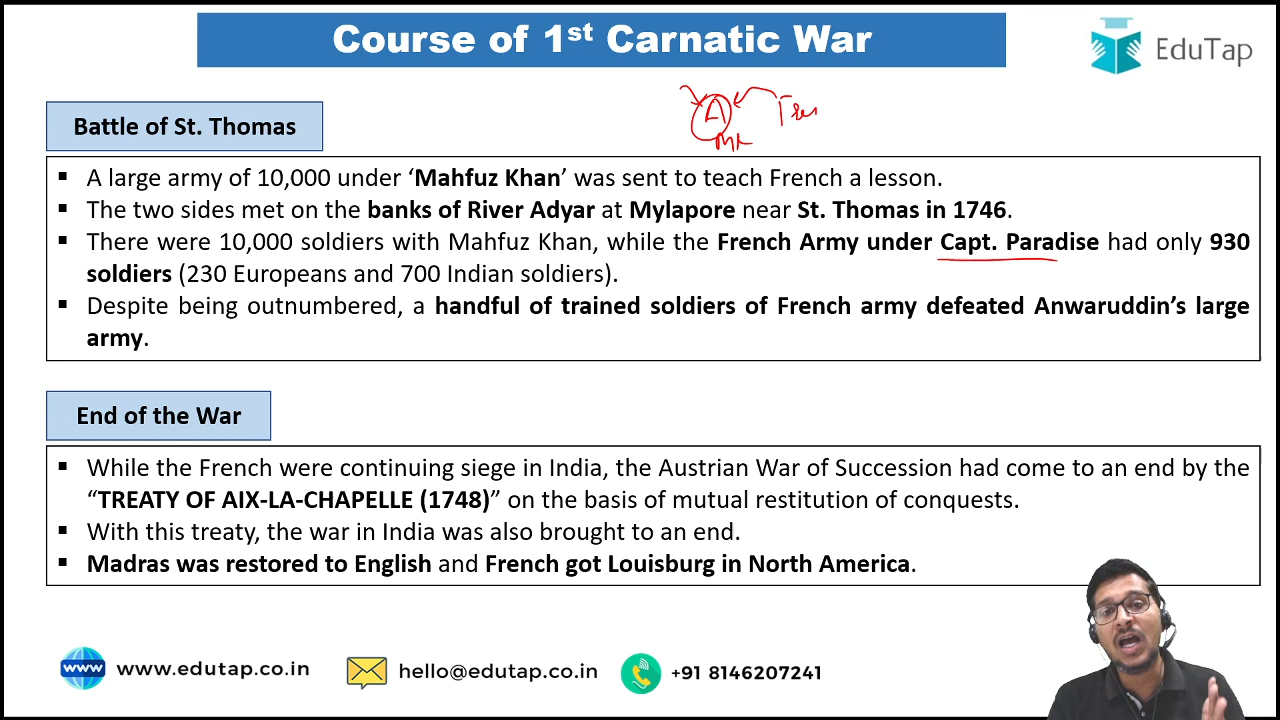 Course of 1st Carnatic War
EduTap
Battle of St. Thomas
▪ A large army of 10,000 under ‘Mahfuz Khan’ was sent to teach French a lesson.
▪ The two sides met on the banks of River Adyar at Mylapore near St. Thomas in 1746.
▪ There were 10,000 soldiers with Mahfuz Khan, while the French Army under Capt. Paradise had only 930
soldiers (230 Europeans and 700 Indian soldiers).
▪ Despite being outnumbered, a handful of trained soldiers of French army defeated Anwaruddin’s large
army.
End of the War
▪ While the French were continuing siege in India, the Austrian War of Succession had come to an end by the
“TREATY OF AIX-LA-CHAPELLE (1748)” on the basis of mutual restitution of conquests.
▪ With this treaty, the war in India was also brought to an end.
▪ Madras was restored to English and French got Louisburg in North America.
www www.edutap.co.in hello@edutap.co.in +91 8146207241